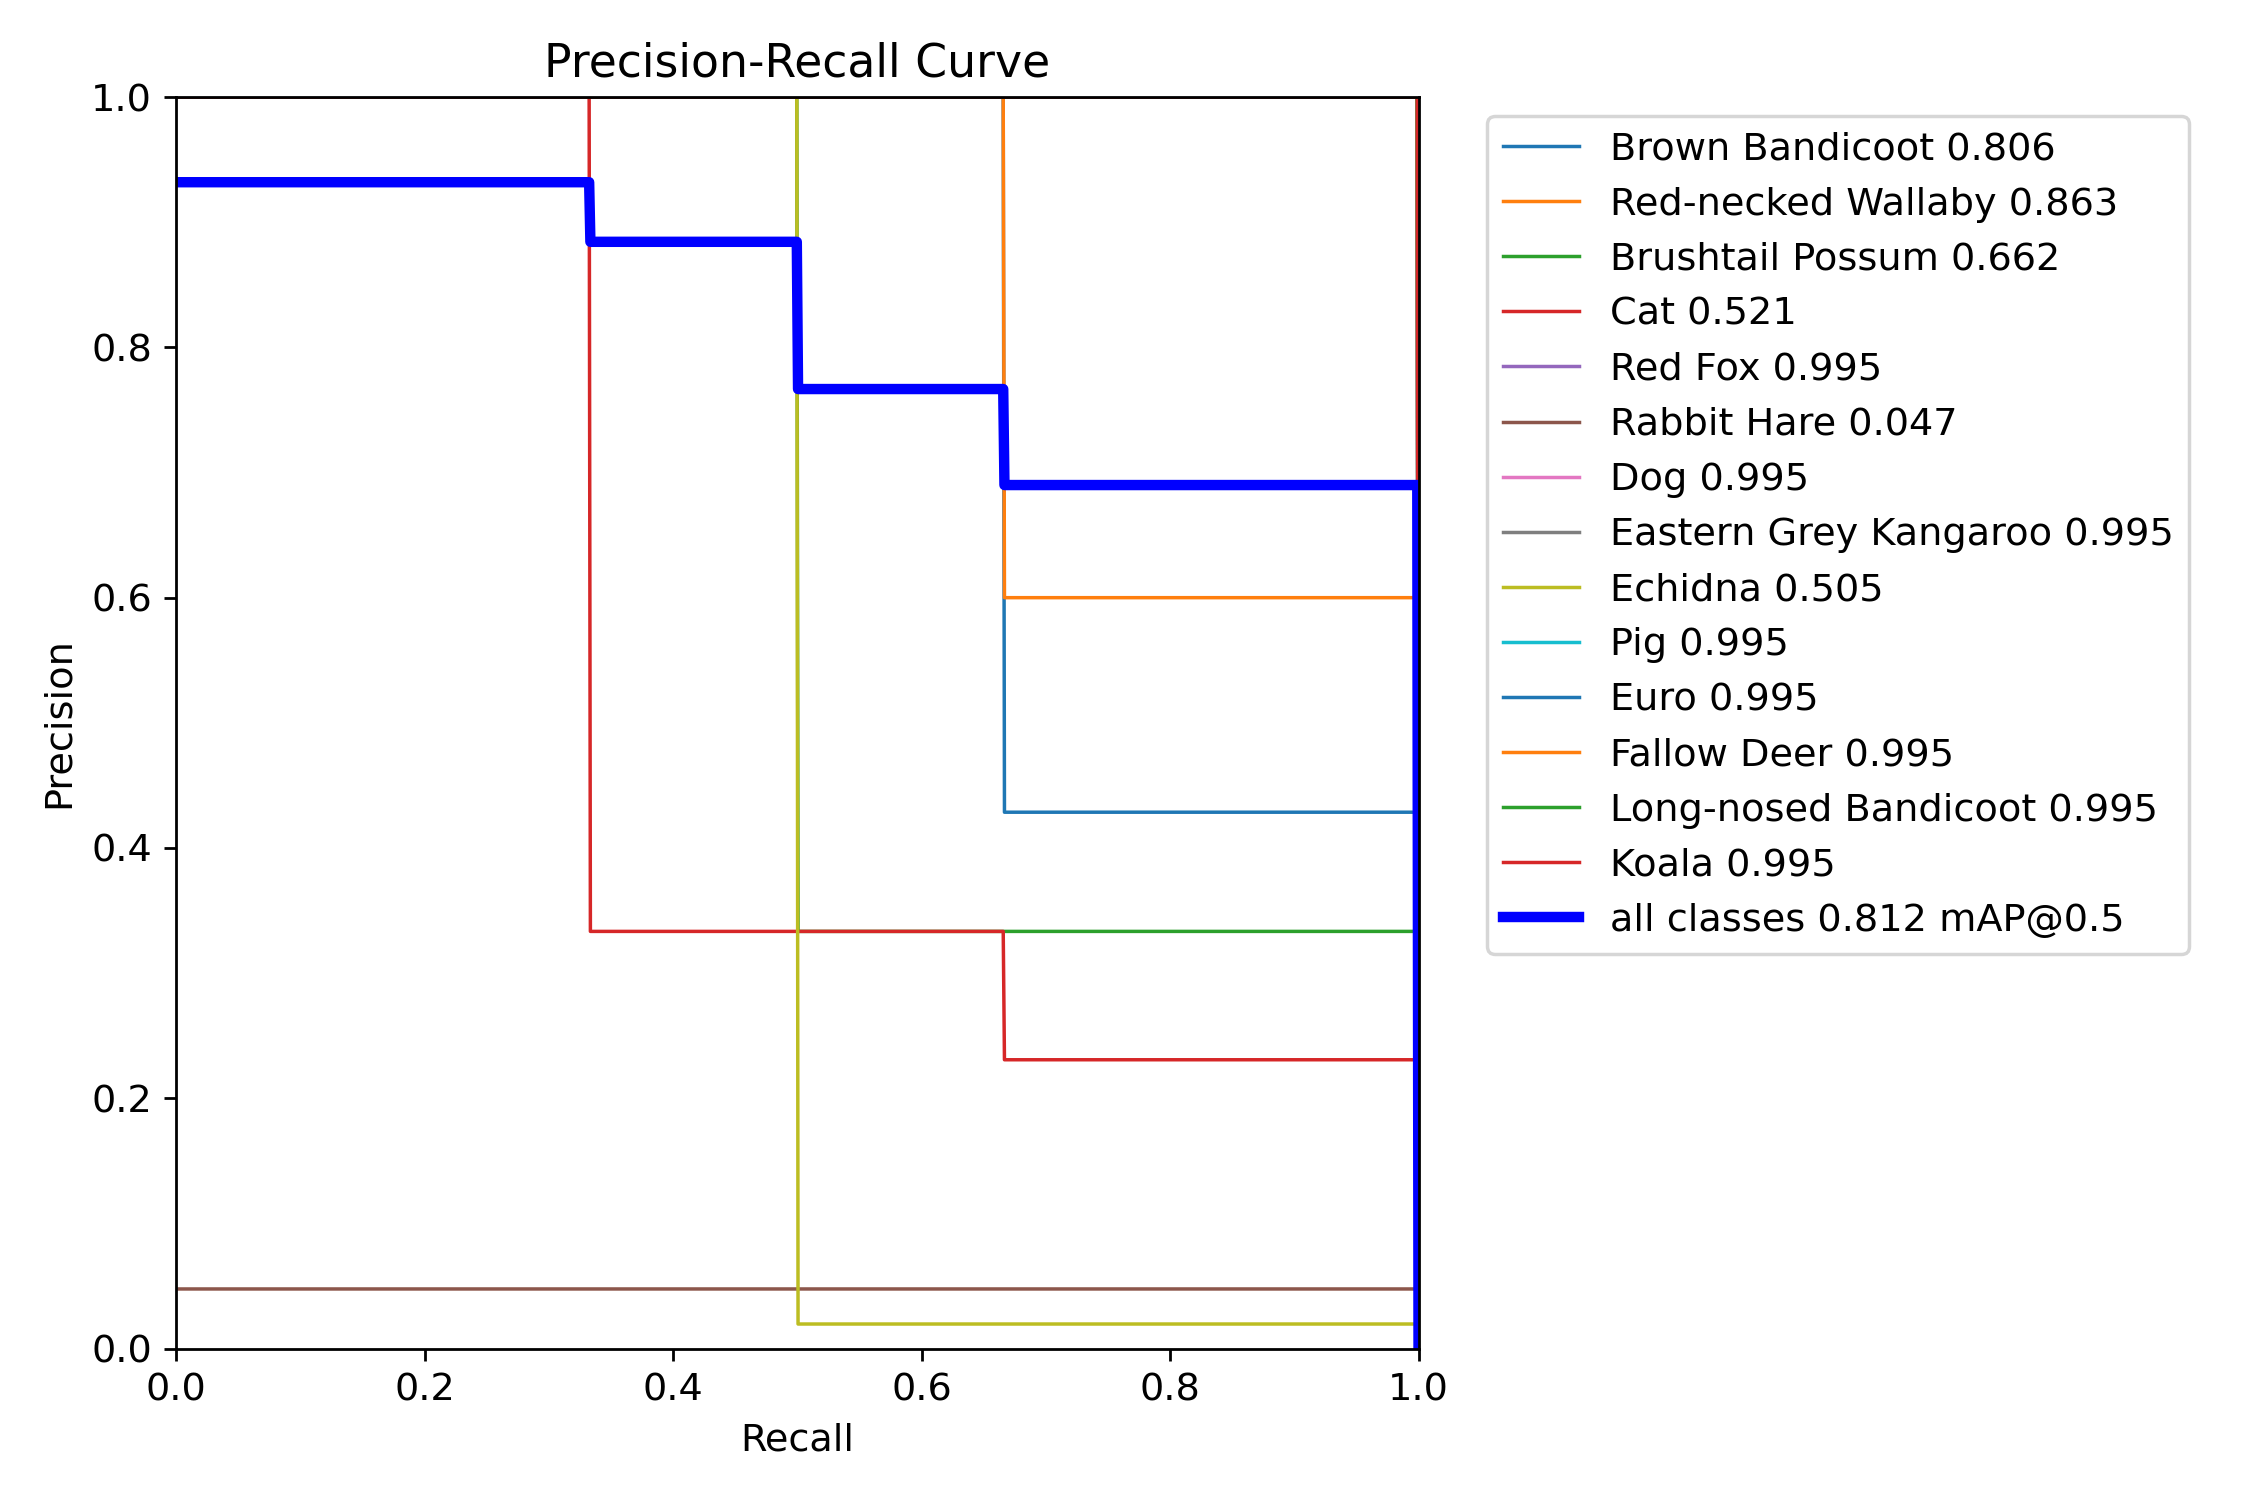 Precision-Recall Curve
1.0
0.8
0.6
0.4
0.2
0.0
Precision
0.0 0.2 0.4 0.6 0.8 1.0
Recall
Brown Bandicoot 0.806
Red-necked Wallaby 0.863
Brushtail Possum 0.662
Cat 0.521
Red Fox 0.995
Rabbit Hare 0.047
Dog 0.995
Eastern Grey Kangaroo 0.995
Echidna 0.505
Pig 0.995
Euro 0.995
Fallow Deer 0.995
Long-nosed Bandicoot 0.995
Koala 0.995
all classes 0.812 mAP@0.5